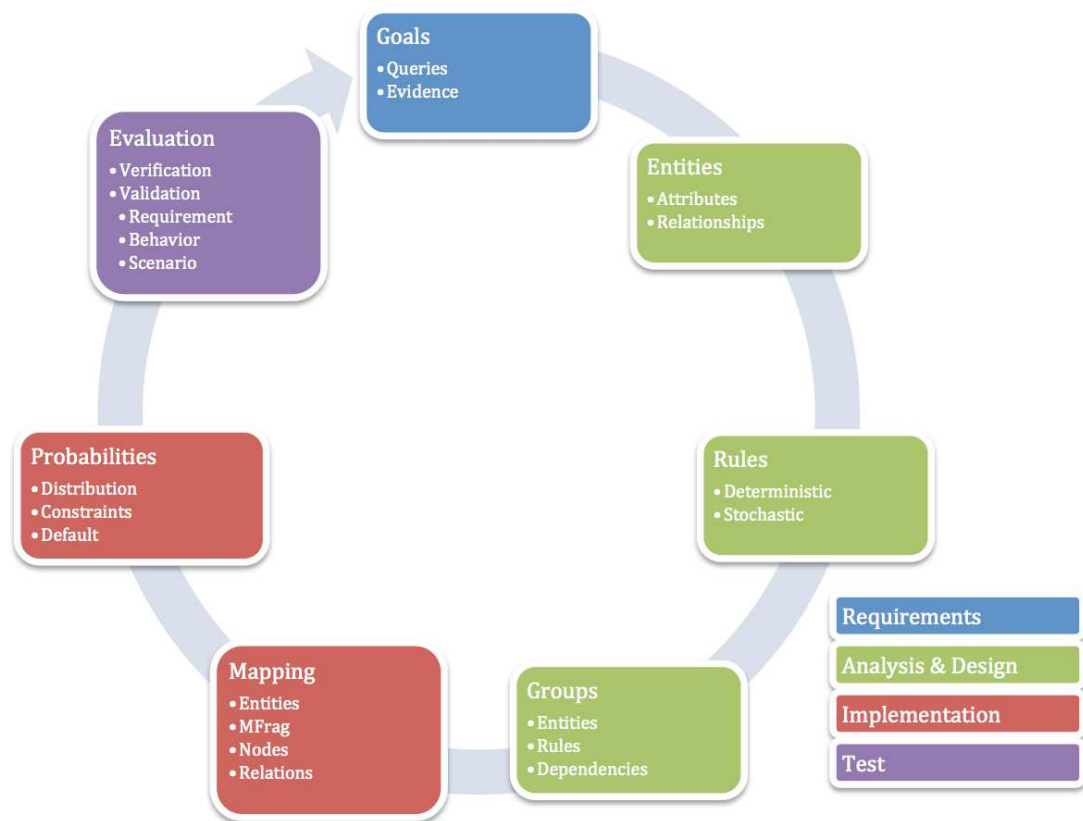 Goals
• Queries
• Evidence
Entities
• Attributes
• Relationships
Rules
• Deterministic
• Stochastic
Groups
• Entities
• Rules
• Dependencies
Mapping
• Entities
• MFrag
• Nodes
• Relations
Probabilities
• Distribution
• Constraints
• Default
Evaluation
• Verification
• Validation
• Requirement
• Behavior
• Scenario
Requirements
Analysis & Design
Implementation
Test